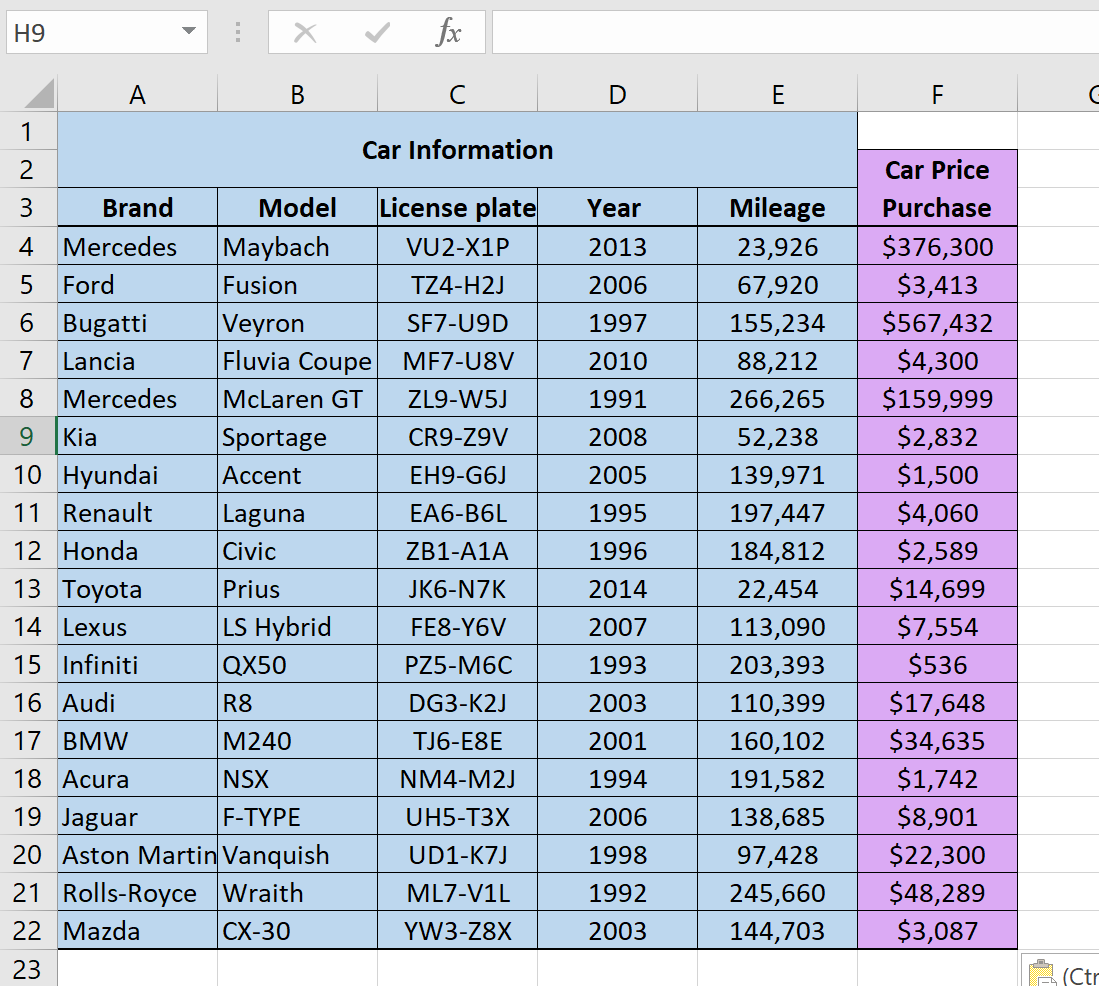 H9 fx
A B C D E F
1
Car Information
2 Car Price
3 Brand Model License plate Year Mileage Purchase
4 Mercedes Maybach VU2-X1P 2013 23,926 $376,300
5 Ford Fusion TZ4-H2J 2006 67,920 $3,413
6 Bugatti Veyron SF7-U9D 1997 155,234 $567,432
7 Lancia Fluvia Coupe MF7-U8V 2010 88,212 $4,300
8 Mercedes McLaren GT ZL9-W5J 1991 266,265 $159,999
9 Kia Sportage CR9-Z9V 2008 52,238 $2,832
10 Hyundai Accent EH9-G6J 2005 139,971 $1,500
11 Renault Laguna EA6-B6L 1995 197,447 $4,060
12 Honda Civic ZB1-A1A 1996 184,812 $2,589
13 Toyota Prius JK6-N7K 2014 22,454 $14,699
14 Lexus LS Hybrid FE8-Y6V 2007 113,090 $7,554
15 Infiniti QX50 PZ5-M6C 1993 203,393 $536
16 Audi R8 DG3-K2J 2003 110,399 $17,648
17 BMW M240 TJ6-E8E 2001 160,102 $34,635
18 Acura NSX NM4-M2J 1994 191,582 $1,742
19 Jaguar F-TYPE UH5-T3X 2006 138,685 $8,901
20 Aston Martin Vanquish UD1-K7J 1998 97,428 $22,300
21 Rolls-Royce Wraith ML7-V1L 1992 245,660 $48,289
22 Mazda CX-30 YW3-Z8X 2003 144,703 $3,087
23